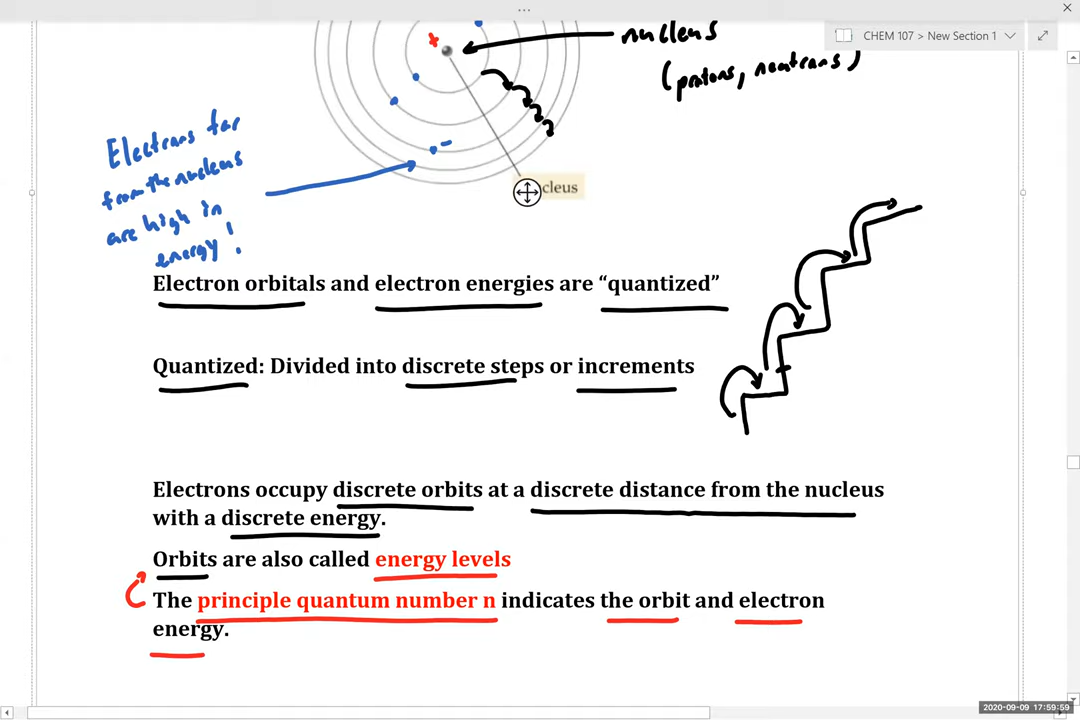 nucleus
CHEM 107 > New Section 1
(protons, neutrons)
Electrons far
from the nucleus
are high in
energy!
cleus
Electron orbitals and electron energies are “quantized”
Quantized: Divided into discrete steps or increments
Electrons occupy discrete orbits at a discrete distance from the nucleus
with a discrete energy.
Orbits are also called energy levels
The principle quantum number n indicates the orbit and electron
energy.
2020-09-09 17:59:59